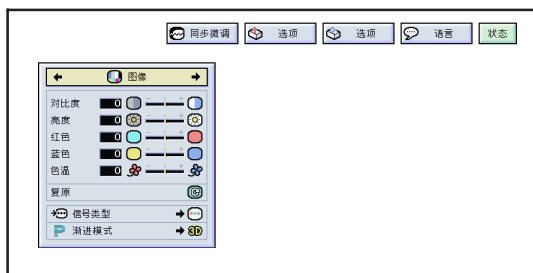 同步微调 选项 选项 语言 状态
图像
对比度 0
亮度 0
红色 0
蓝色 0
色温 0
复原
信号类型
P 渐进模式 3D